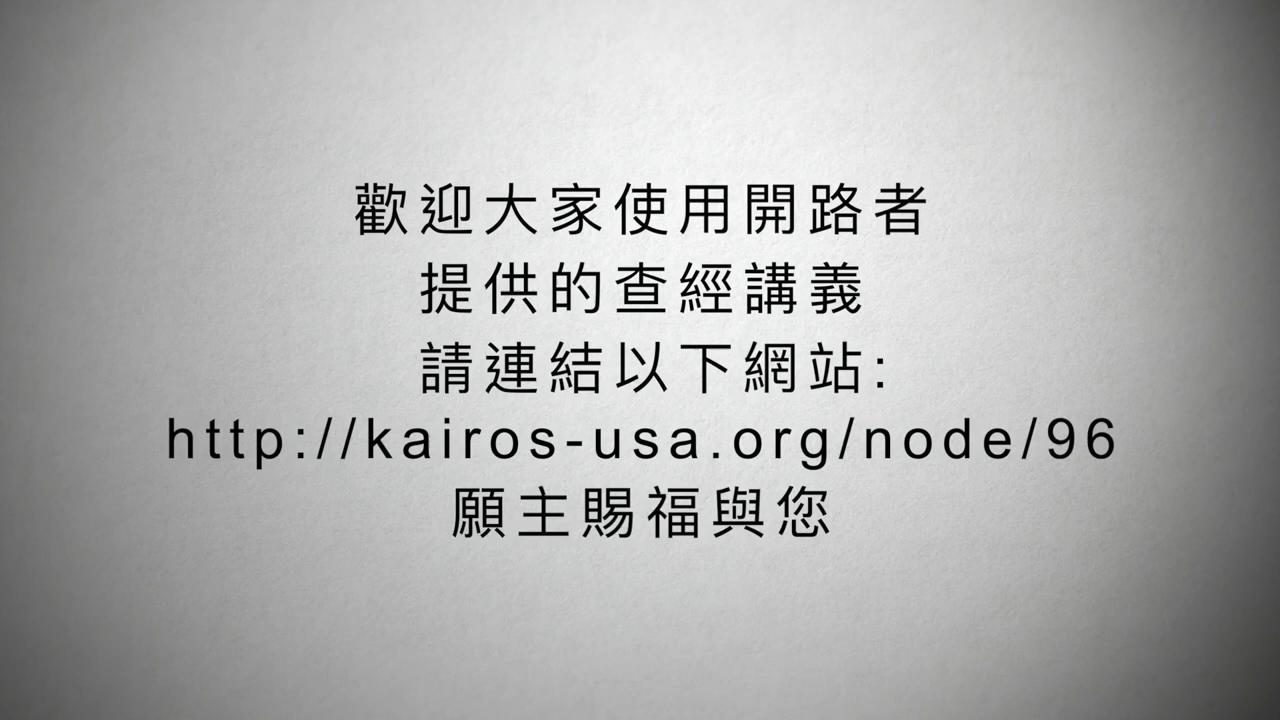 歡迎大家使用開路者
提供的查經講義
請連結以下網站:
http://kairos-usa.org/node/96
願主賜福與您